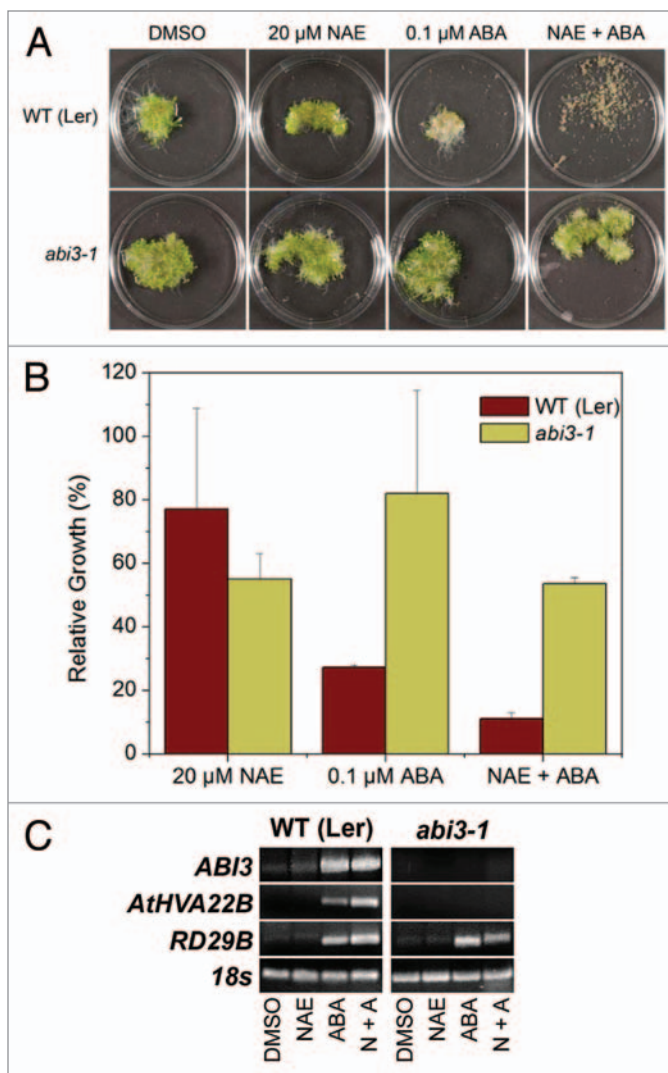 A
DMSO 20 µM NAE 0.1 µM ABA NAE + ABA
WT (Ler)
abi3-1
B
120
100
80
60
40
20
0
Relative Growth (%)
WT (Ler)
abi3-1
20 µM NAE 0.1 µM ABA NAE + ABA
C
WT (Ler) abi3-1
ABI3
AtHVA22B
RD29B
18s
DMSO NAE ABA N + A DMSO NAE ABA N + A